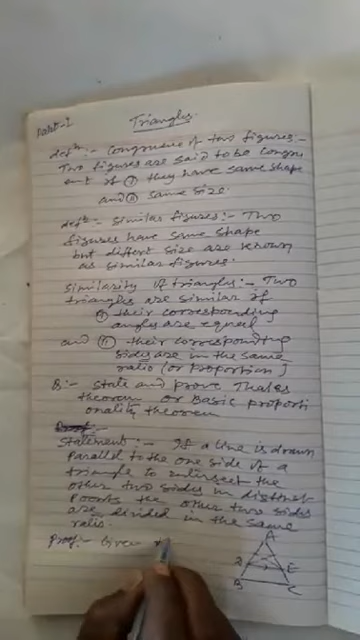 Part-I
Triangles
defn:- Congruence of two figures:-
Two figures are said to be congru
ent if (i) they have same shape
and (ii) same size.
defn:- Similar figures:- Two
figures have same shape
but differt size are known
as similar figures.
Similarity of triangles:- Two
triangles are similar if
(i) their corresponding
angles are equal
and (ii) their corresponding
sides are in the same
ratio (or proportion)
Q:- State and prove Thales
theorem or Basic proporti
onality theorem
Proof:-
Statement:- If a line is drawn
parallel to the one side of a
triangle to intersect the
other two sides in distinct
points the other two sides
are divided in the same
ratio.
Proof:- Given
A
E
B C